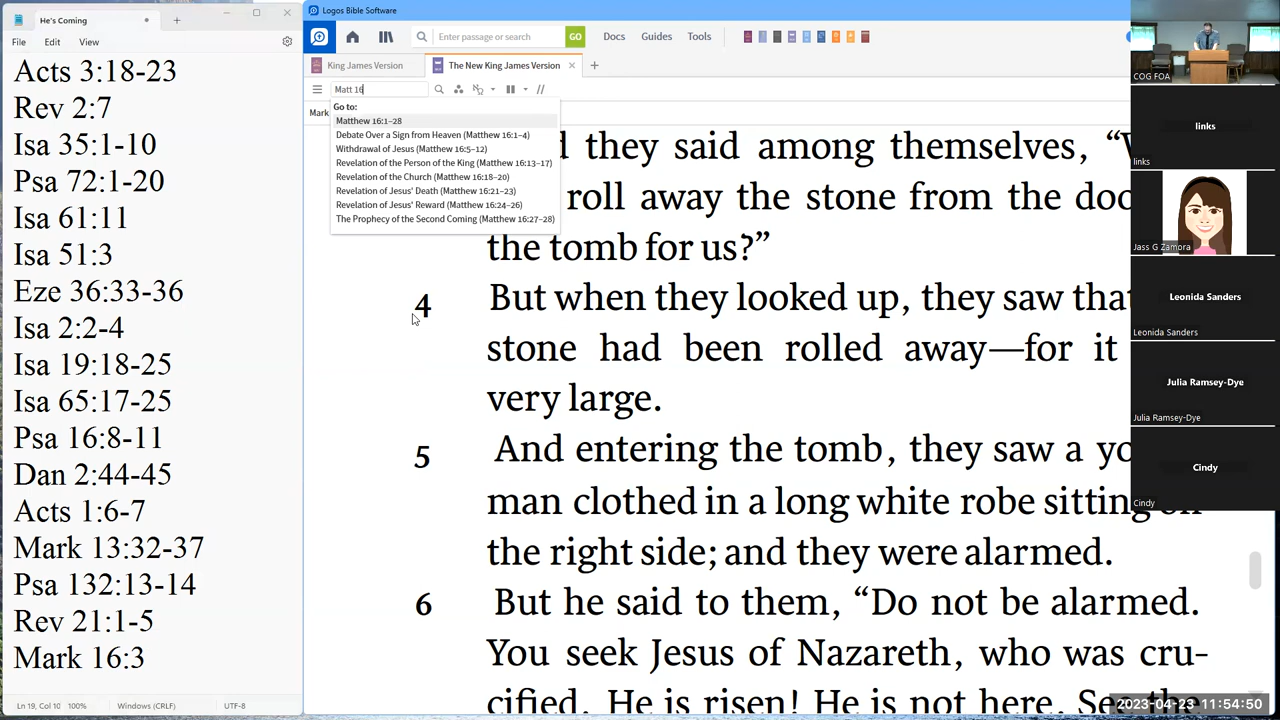 He's Coming
File Edit View
Acts 3:18-23
Rev 2:7
Isa 35:1-10
Psa 72:1-20
Isa 61:11
Isa 51:3
Eze 36:33-36
Isa 2:2-4
Isa 19:18-25
Isa 65:17-25
Psa 16:8-11
Dan 2:44-45
Acts 1:6-7
Mark 13:32-37
Psa 132:13-14
Rev 21:1-5
Mark 16:3
Ln 19, Col 10 100% Windows (CRLF) UTF-8
Logos Bible Software
Enter passage or search GO Docs Guides Tools
King James Version The New King James Version
Matt 16
Mark
Go to:
Matthew 16:1–28
Debate Over a Sign from Heaven (Matthew 16:1–4)
Withdrawal of Jesus (Matthew 16:5–12)
Revelation of the Person of the King (Matthew 16:13–17)
Revelation of the Church (Matthew 16:18–20)
Revelation of Jesus' Death (Matthew 16:21–23)
Revelation of Jesus' Reward (Matthew 16:24–26)
The Prophecy of the Second Coming (Matthew 16:27–28)
they said among themselves, “
roll away the stone from the
the tomb for us?”
4 But when they looked up, they saw that
stone had been rolled away—for it
very large.
5 And entering the tomb, they saw a
man clothed in a long white robe sitting on
the right side; and they were alarmed.
6 But he said to them, “Do not be alarmed.
You seek Jesus of Nazareth, who was cru-
cified. He is risen! He is not here. See the
COG FOA
links
links
Jass G Zamora
Leonida Sanders
Leonida Sanders
Julia Ramsey-Dye
Julia Ramsey-Dye
Cindy
Cindy
2023-04-23 11:54:50